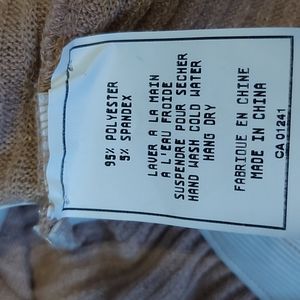 95% POLYESTER
5% SPANDEX
LAVER A LA MAIN
A L'EAU FROIDE
SUSPENDRE POUR SECHER
HAND WASH COLD WATER
HANG DRY
FABRIQUE EN CHINE
MADE IN CHINA
CA 01241